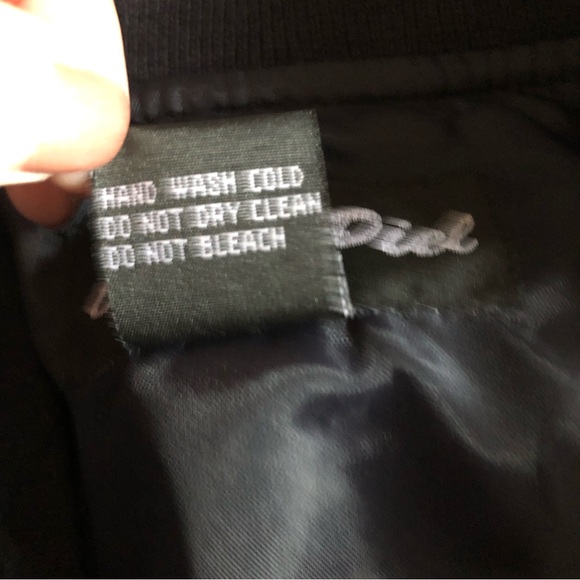 HAND WASH COLD
DO NOT DRY CLEAN
DO NOT BLEACH